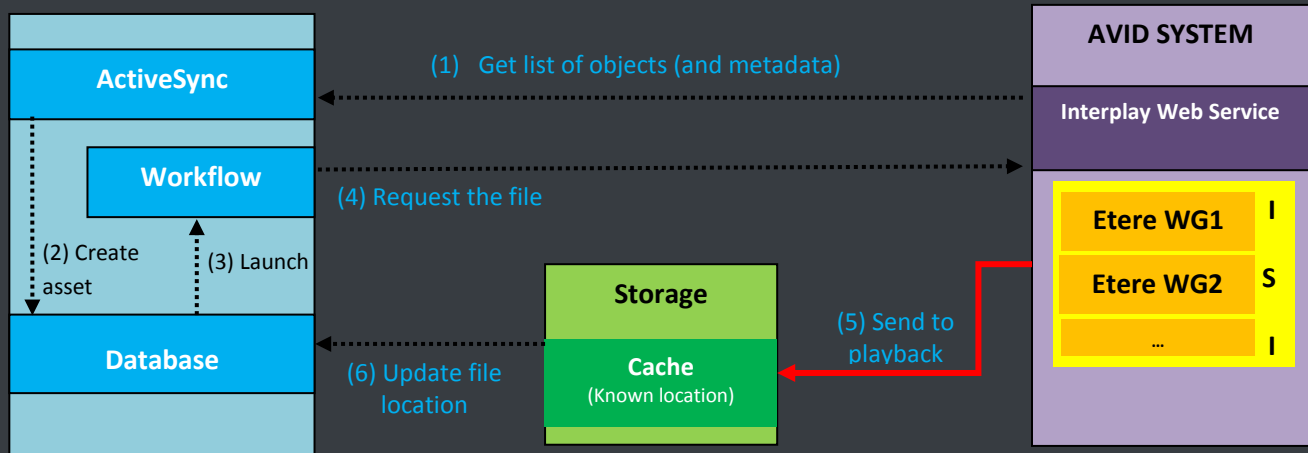 AVID SYSTEM
ActiveSync
(1) Get list of objects (and metadata)
Interplay Web Service
Workflow
(4) Request the file
(2) Create
asset
(3) Launch
Etere WG1
Etere WG2
...
I
S
I
Storage
(5) Send to
playback
Database
(6) Update file
location
Cache
(Known location)